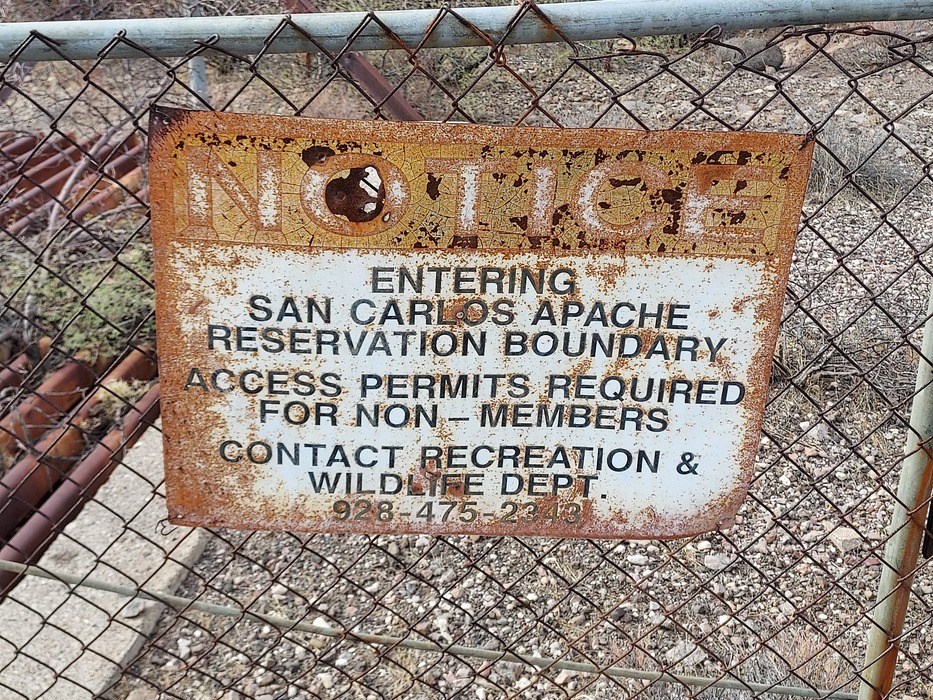 NOTICE
ENTERING
SAN CARLOS APACHE
RESERVATION BOUNDARY
ACCESS PERMITS REQUIRED
FOR NON – MEMBERS
CONTACT RECREATION &
WILDLIFE DEPT.
928-475-2343